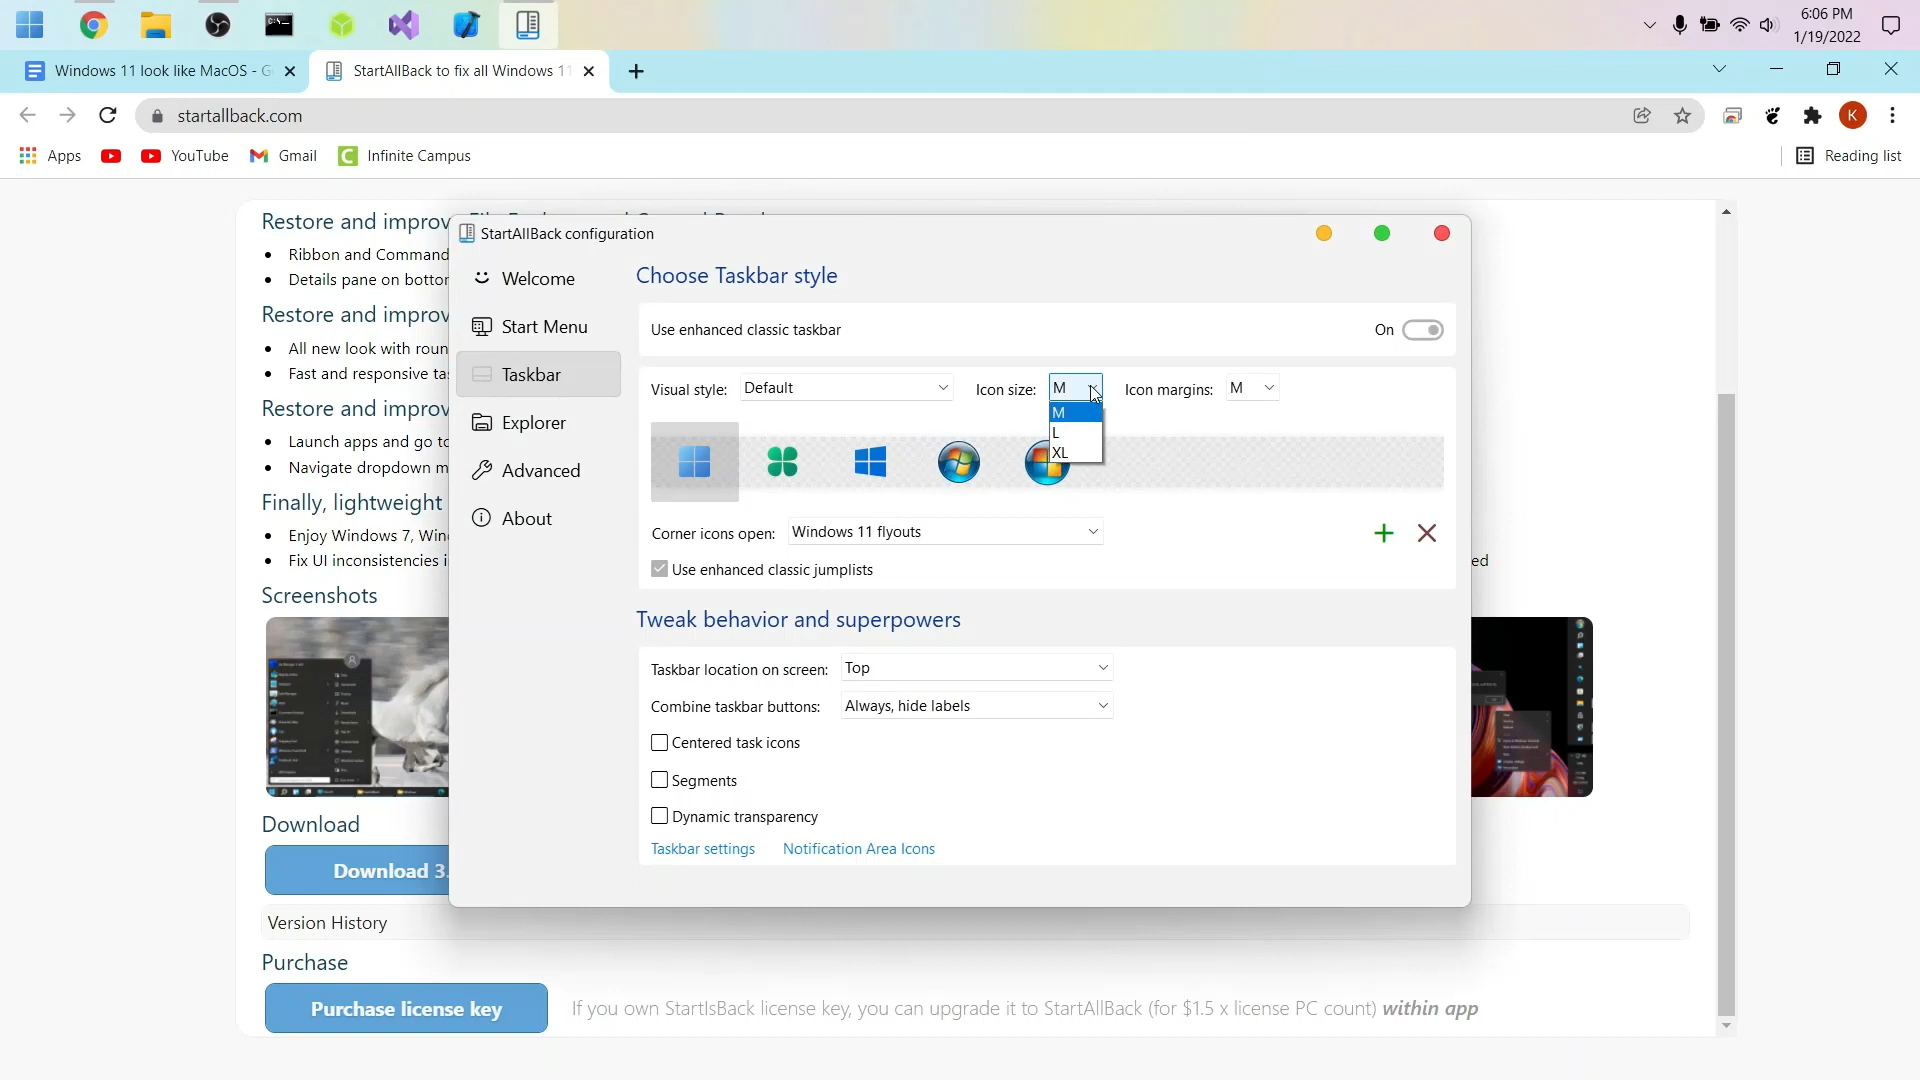 6:06 PM
1/19/2022
Windows 11 look like MacOS - G
StartAllBack to fix all Windows 11
startallback.com
K
Apps
YouTube
Gmail
Infinite Campus
Reading list
Restore and improv
Ribbon and Command
Details pane on bottor
Restore and improv
All new look with roun
Fast and responsive ta
Restore and improv
Launch apps and go to
Navigate dropdown m
Finally, lightweight
Enjoy Windows 7, Win
Fix UI inconsistencies i
ed
Screenshots
Download
Download 3.
Version History
Purchase
Purchase license key
If you own StartIsBack license key, you can upgrade it to StartAllBack (for $1.5 x license PC count) within app
StartAllBack configuration
Welcome
Start Menu
Taskbar
Explorer
Advanced
About
Choose Taskbar style
Use enhanced classic taskbar
On
Visual style: Default
Icon size: M
M
L
XL
Icon margins: M
Corner icons open: Windows 11 flyouts
Use enhanced classic jumplists
Tweak behavior and superpowers
Taskbar location on screen: Top
Combine taskbar buttons: Always, hide labels
Centered task icons
Segments
Dynamic transparency
Taskbar settings
Notification Area Icons